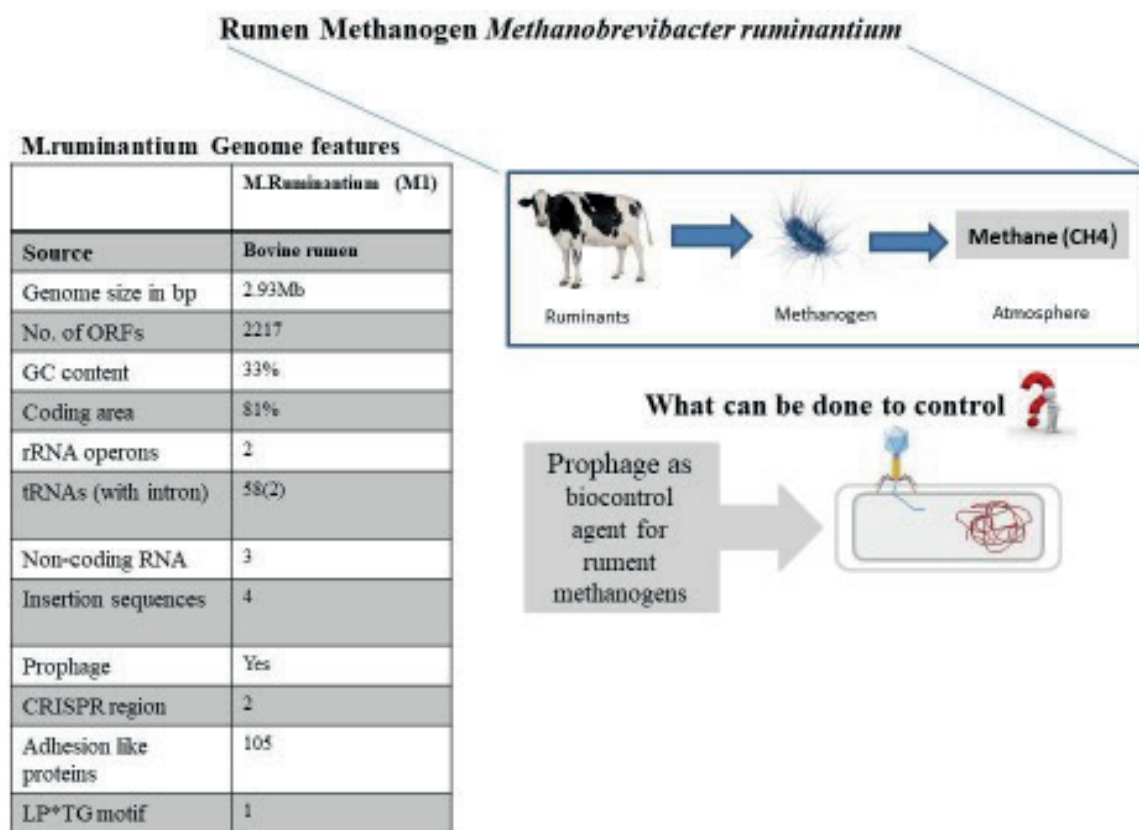 Rumen Methanogen Methanobrevibacter ruminantium
M.ruminantium Genome features
M.Ruminantium (M1)
Source Bovine rumen
Genome size in bp 2.93Mb
No. of ORFs 2217
GC content 33%
Coding area 81%
rRNA operons 2
tRNAs (with intron) 58(2)
Non-coding RNA 3
Insertion sequences 4
Prophage Yes
CRISPR region 2
Adhesion like 105
proteins
LP*TG motif 1
Methane (CH4)
Ruminants Methanogen Atmosphere
What can be done to control ?
Prophage as
biocontrol
agent for
rument
methanogens